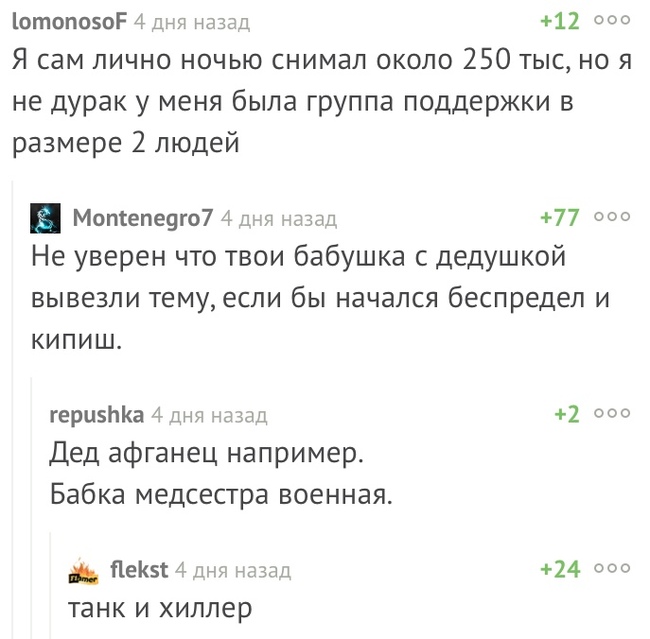 lomonosoF 4 дня назад +12
Я сам лично ночью снимал около 250 тыс, но я
не дурак у меня была группа поддержки в
размере 2 людей
Montenegro7 4 дня назад +77
Не уверен что твои бабушка с дедушкой
вывезли тему, если бы начался беспредел и
кипиш.
repushka 4 дня назад +2
Дед афганец например.
Бабка медсестра военная.
flekst 4 дня назад +24
танк и хиллер